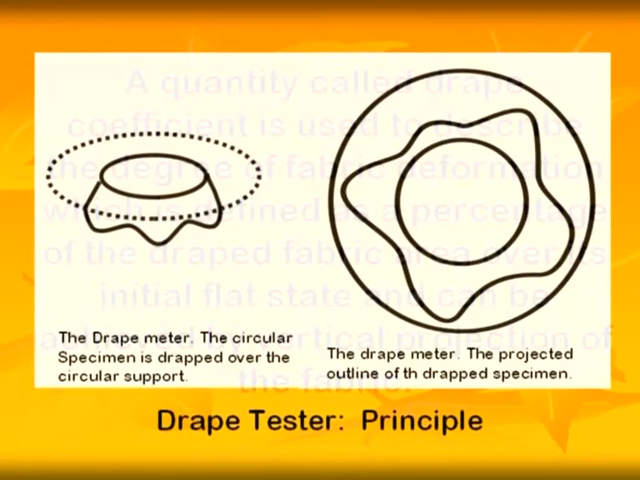 A quantity called drape
coefficient is used to describe
the degree of fabric deformation
which is defined as a percentage
of the draped fabric area over its
initial flat state and can be
by vertical projection of
the fabric.
The Drape meter. The circular
Specimen is drapped over the
circular support.
The drape meter. The projected
outline of th drapped specimen.
Drape Tester: Principle